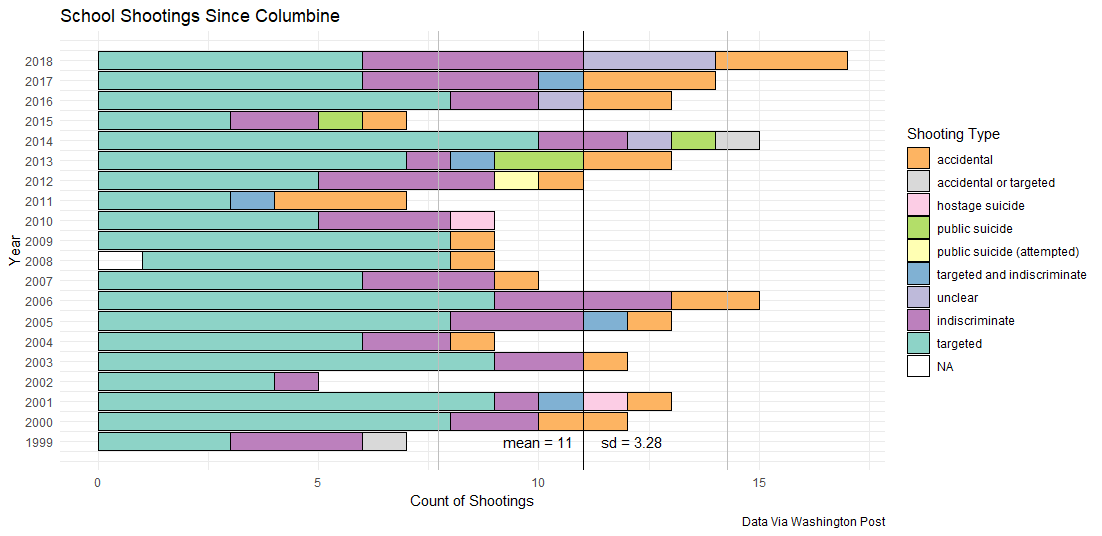 School Shootings Since Columbine
2018
2017
2016
2015
2014
2013
2012
2011
2010
2009
2008
2007
2006
2005
2004
2003
2002
2001
2000
1999
Year
mean = 11
sd = 3.28
0
5
10
15
Count of Shootings
Shooting Type
accidental
accidental or targeted
hostage suicide
public suicide
public suicide (attempted)
targeted and indiscriminate
unclear
indiscriminate
targeted
NA
Data Via Washington Post